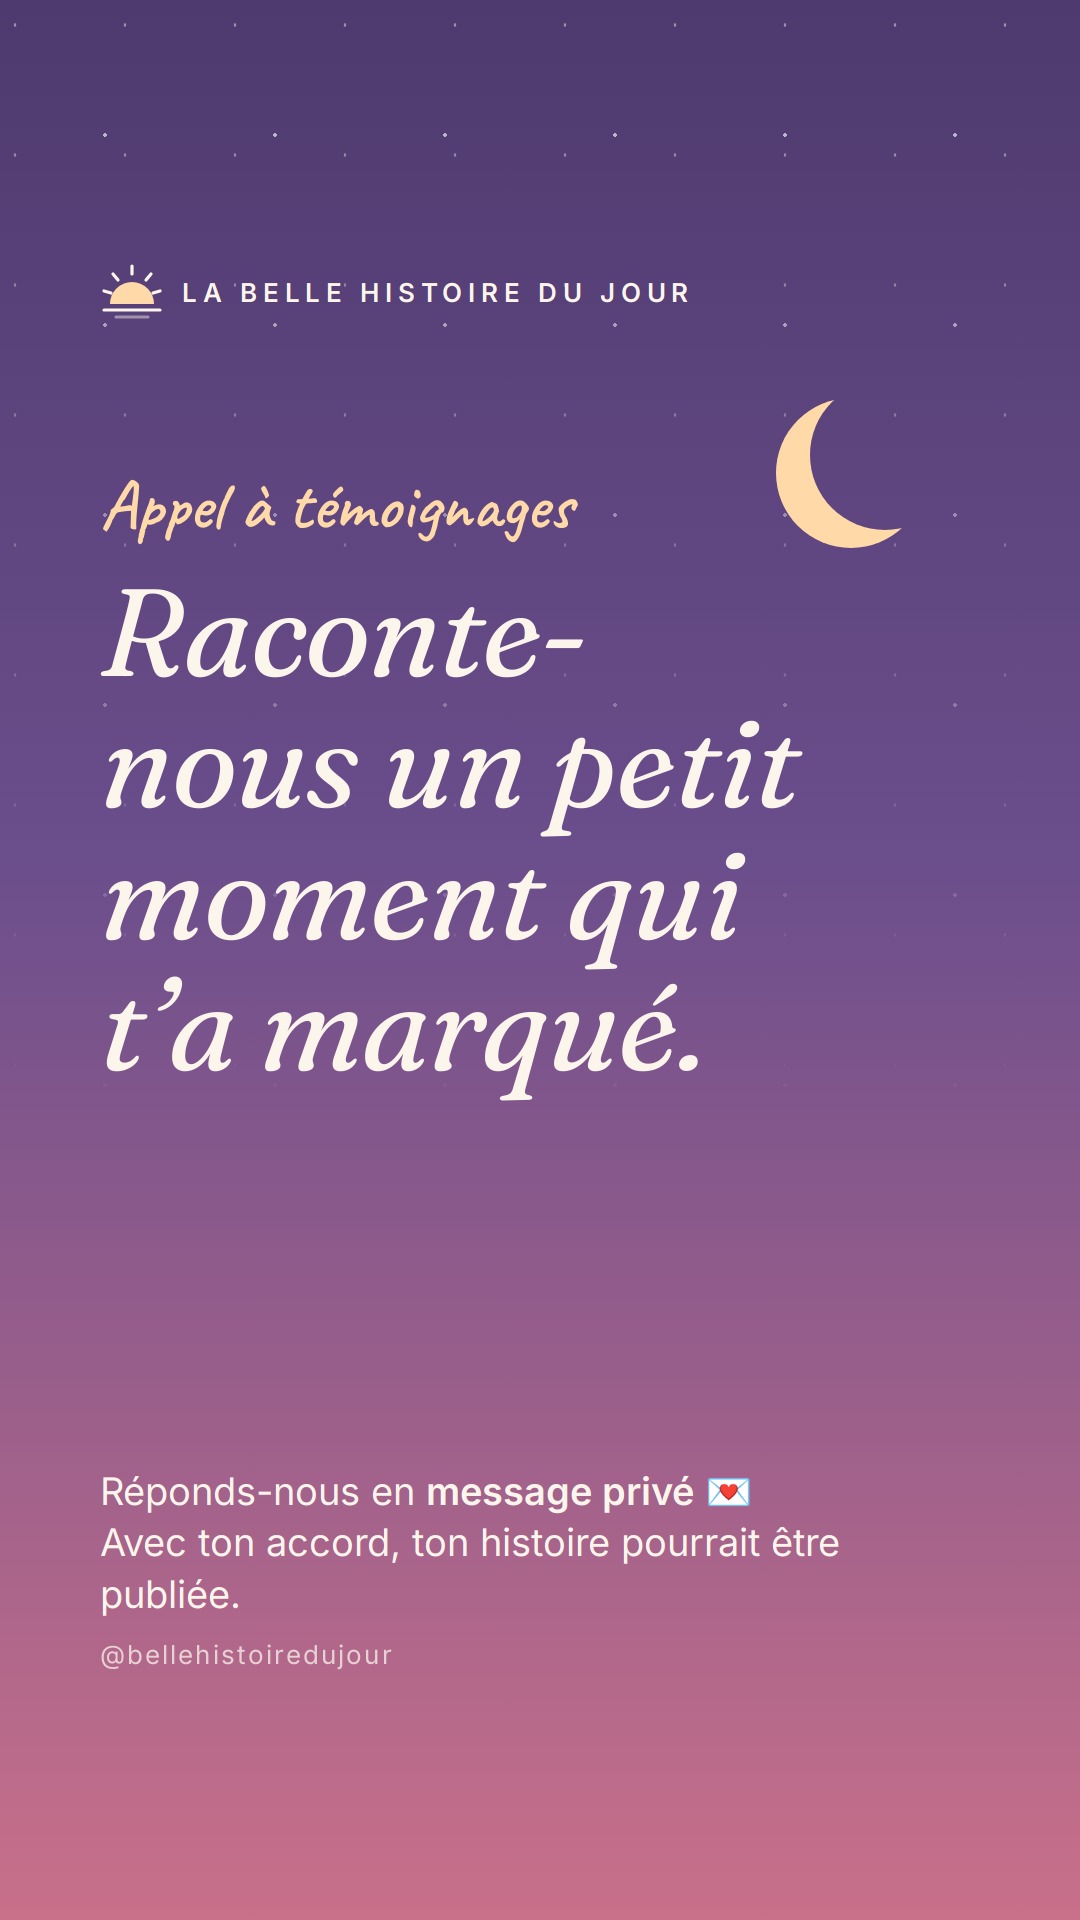 LA BELLE HISTOIRE DU JOUR
Appel à témoignages
Raconte-
nous un petit
moment qui
t’a marqué.
Réponds-nous en message privé 💌
Avec ton accord, ton histoire pourrait être
publiée.
@bellehistoiredujour